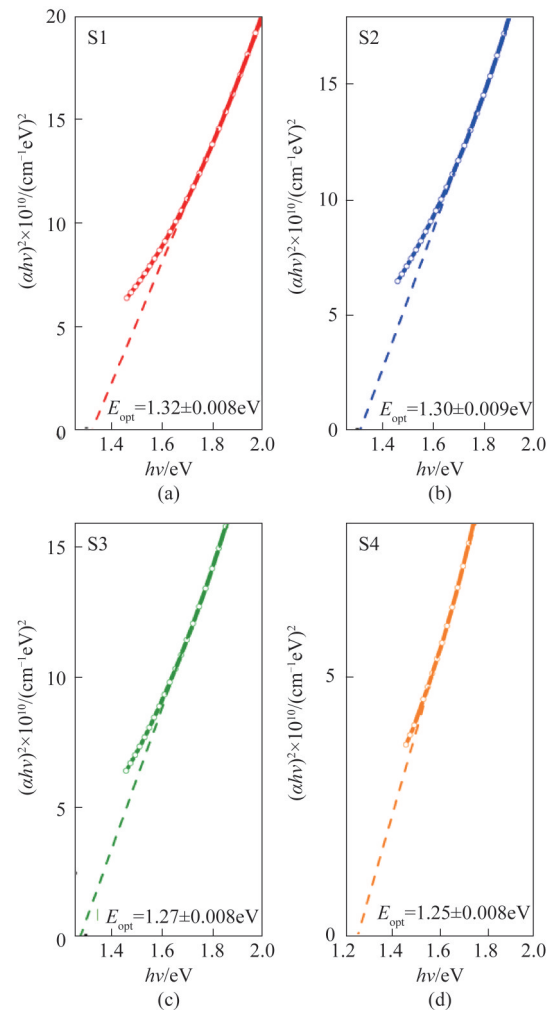 S1
(αhν)²×10¹⁰/(cm⁻¹eV)²
20
15
10
5
0
E_opt=1.32±0.008eV
1.4 1.6 1.8 2.0
hν/eV
(a)
S2
(αhν)²×10¹⁰/(cm⁻¹eV)²
15
10
5
0
E_opt=1.30±0.009eV
1.4 1.6 1.8 2.0
hν/eV
(b)
S3
(αhν)²×10¹⁰/(cm⁻¹eV)²
15
10
5
0
E_opt=1.27±0.008eV
1.4 1.6 1.8 2.0
hν/eV
(c)
S4
(αhν)²×10¹⁰/(cm⁻¹eV)²
5
0
E_opt=1.25±0.008eV
1.2 1.4 1.6 1.8 2.0
hν/eV
(d)